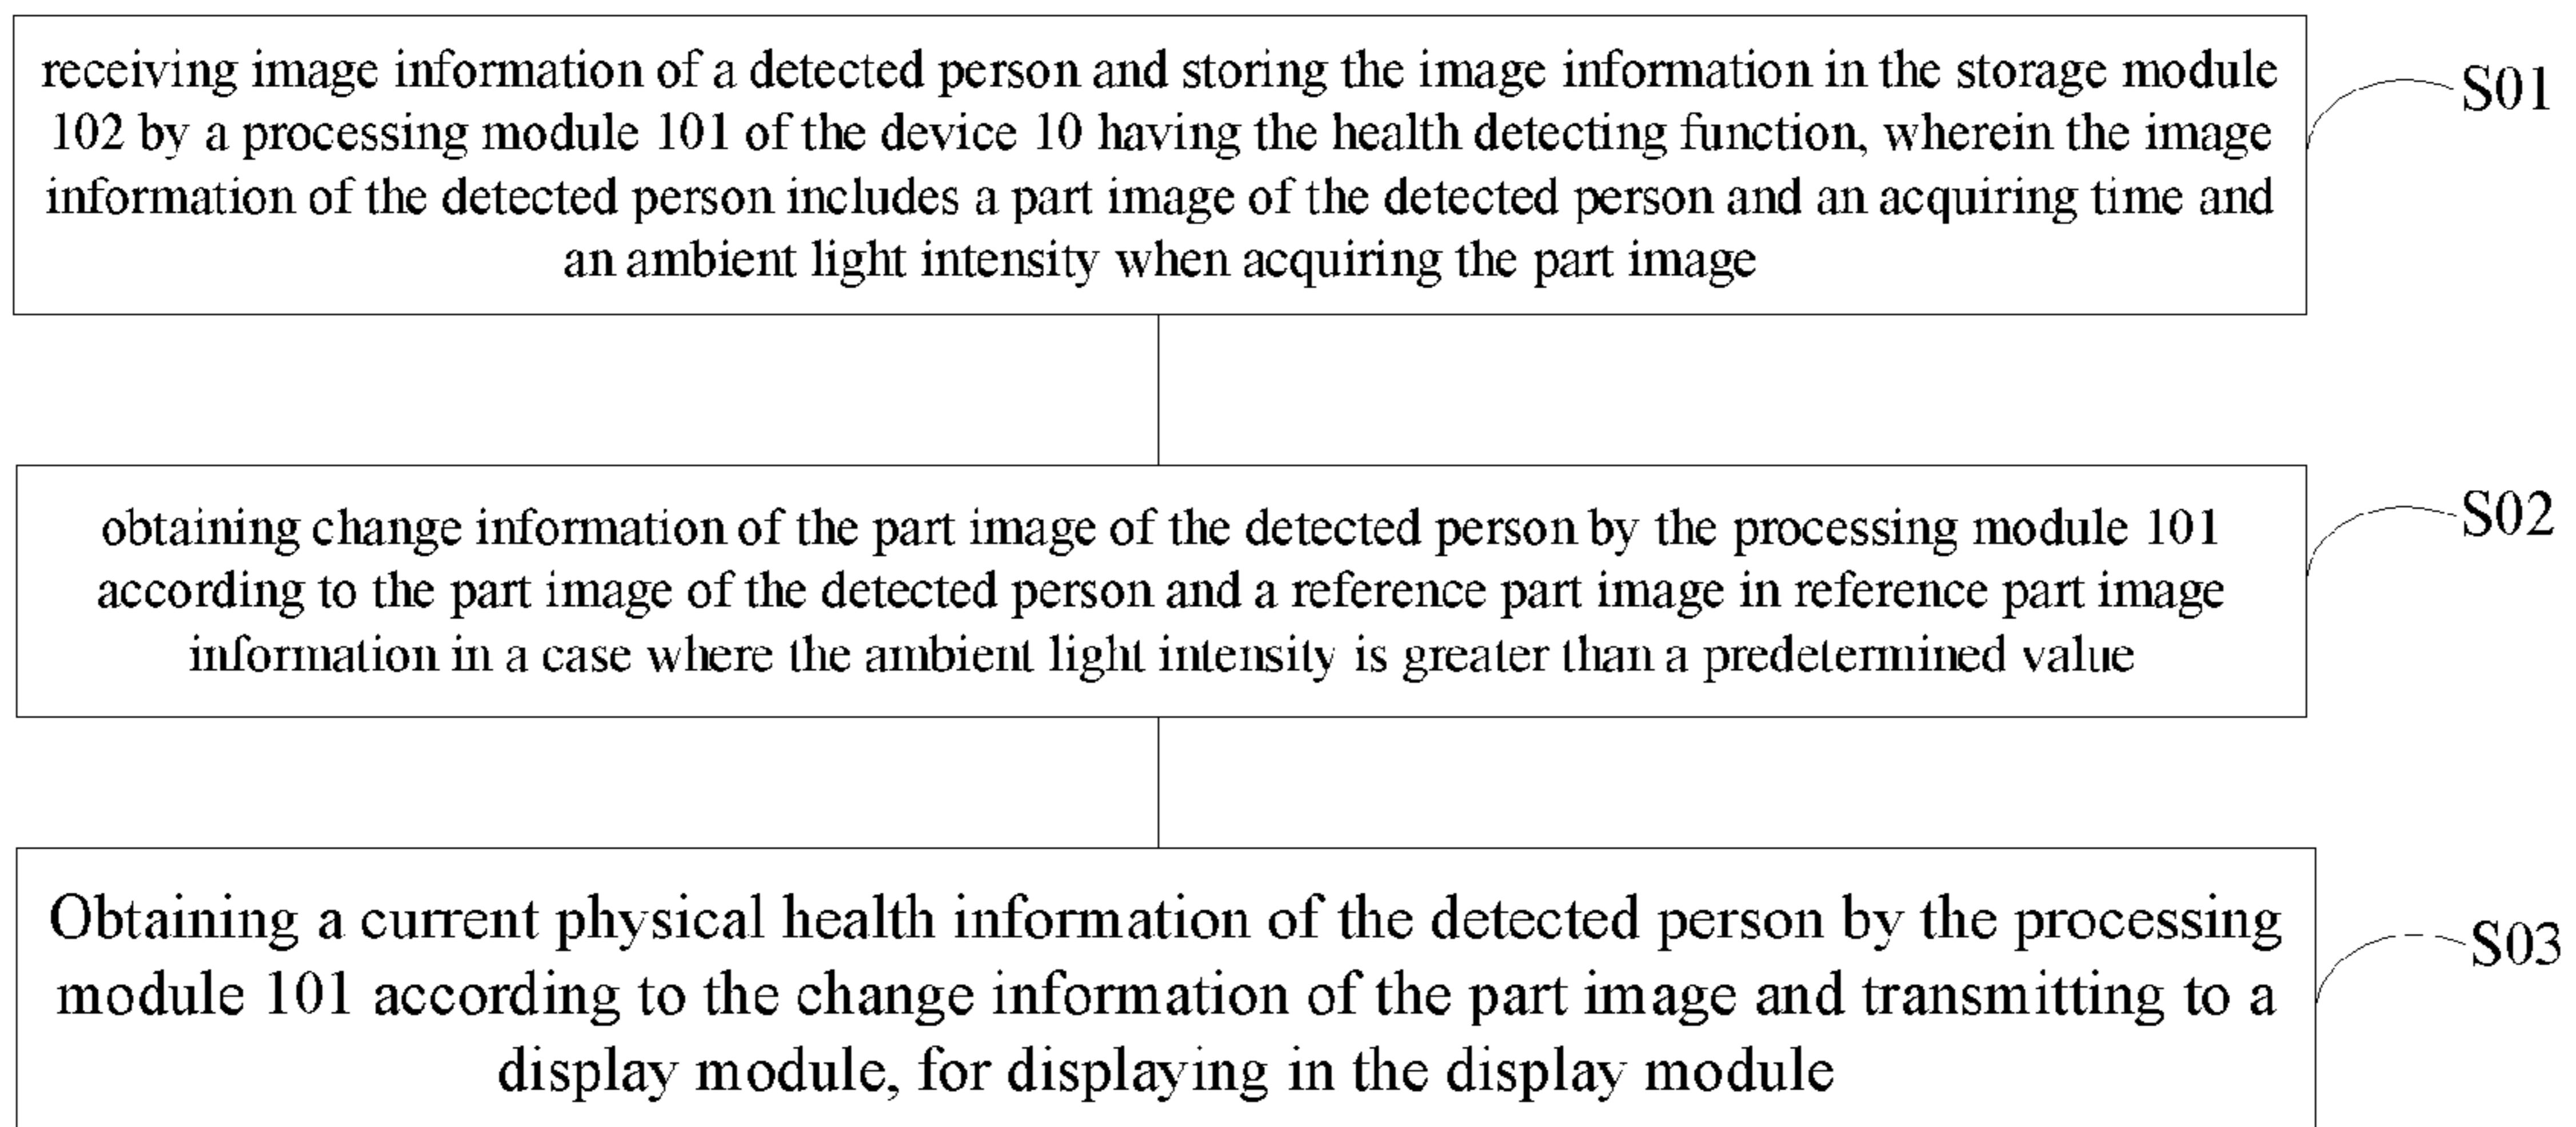 receiving image information of a detected person and storing the image information in the storage module
102 by a processing module 101 of the device 10 having the health detecting function, wherein the image
information of the detected person includes a part image of the detected person and an acquiring time and
an ambient light intensity when acquiring the part image
S01
obtaining change information of the part image of the detected person by the processing module 101
according to the part image of the detected person and a reference part image in reference part image
information in a case where the ambient light intensity is greater than a predetermined value
S02
Obtaining a current physical health information of the detected person by the processing
module 101 according to the change information of the part image and transmitting to a
display module, for displaying in the display module
S03